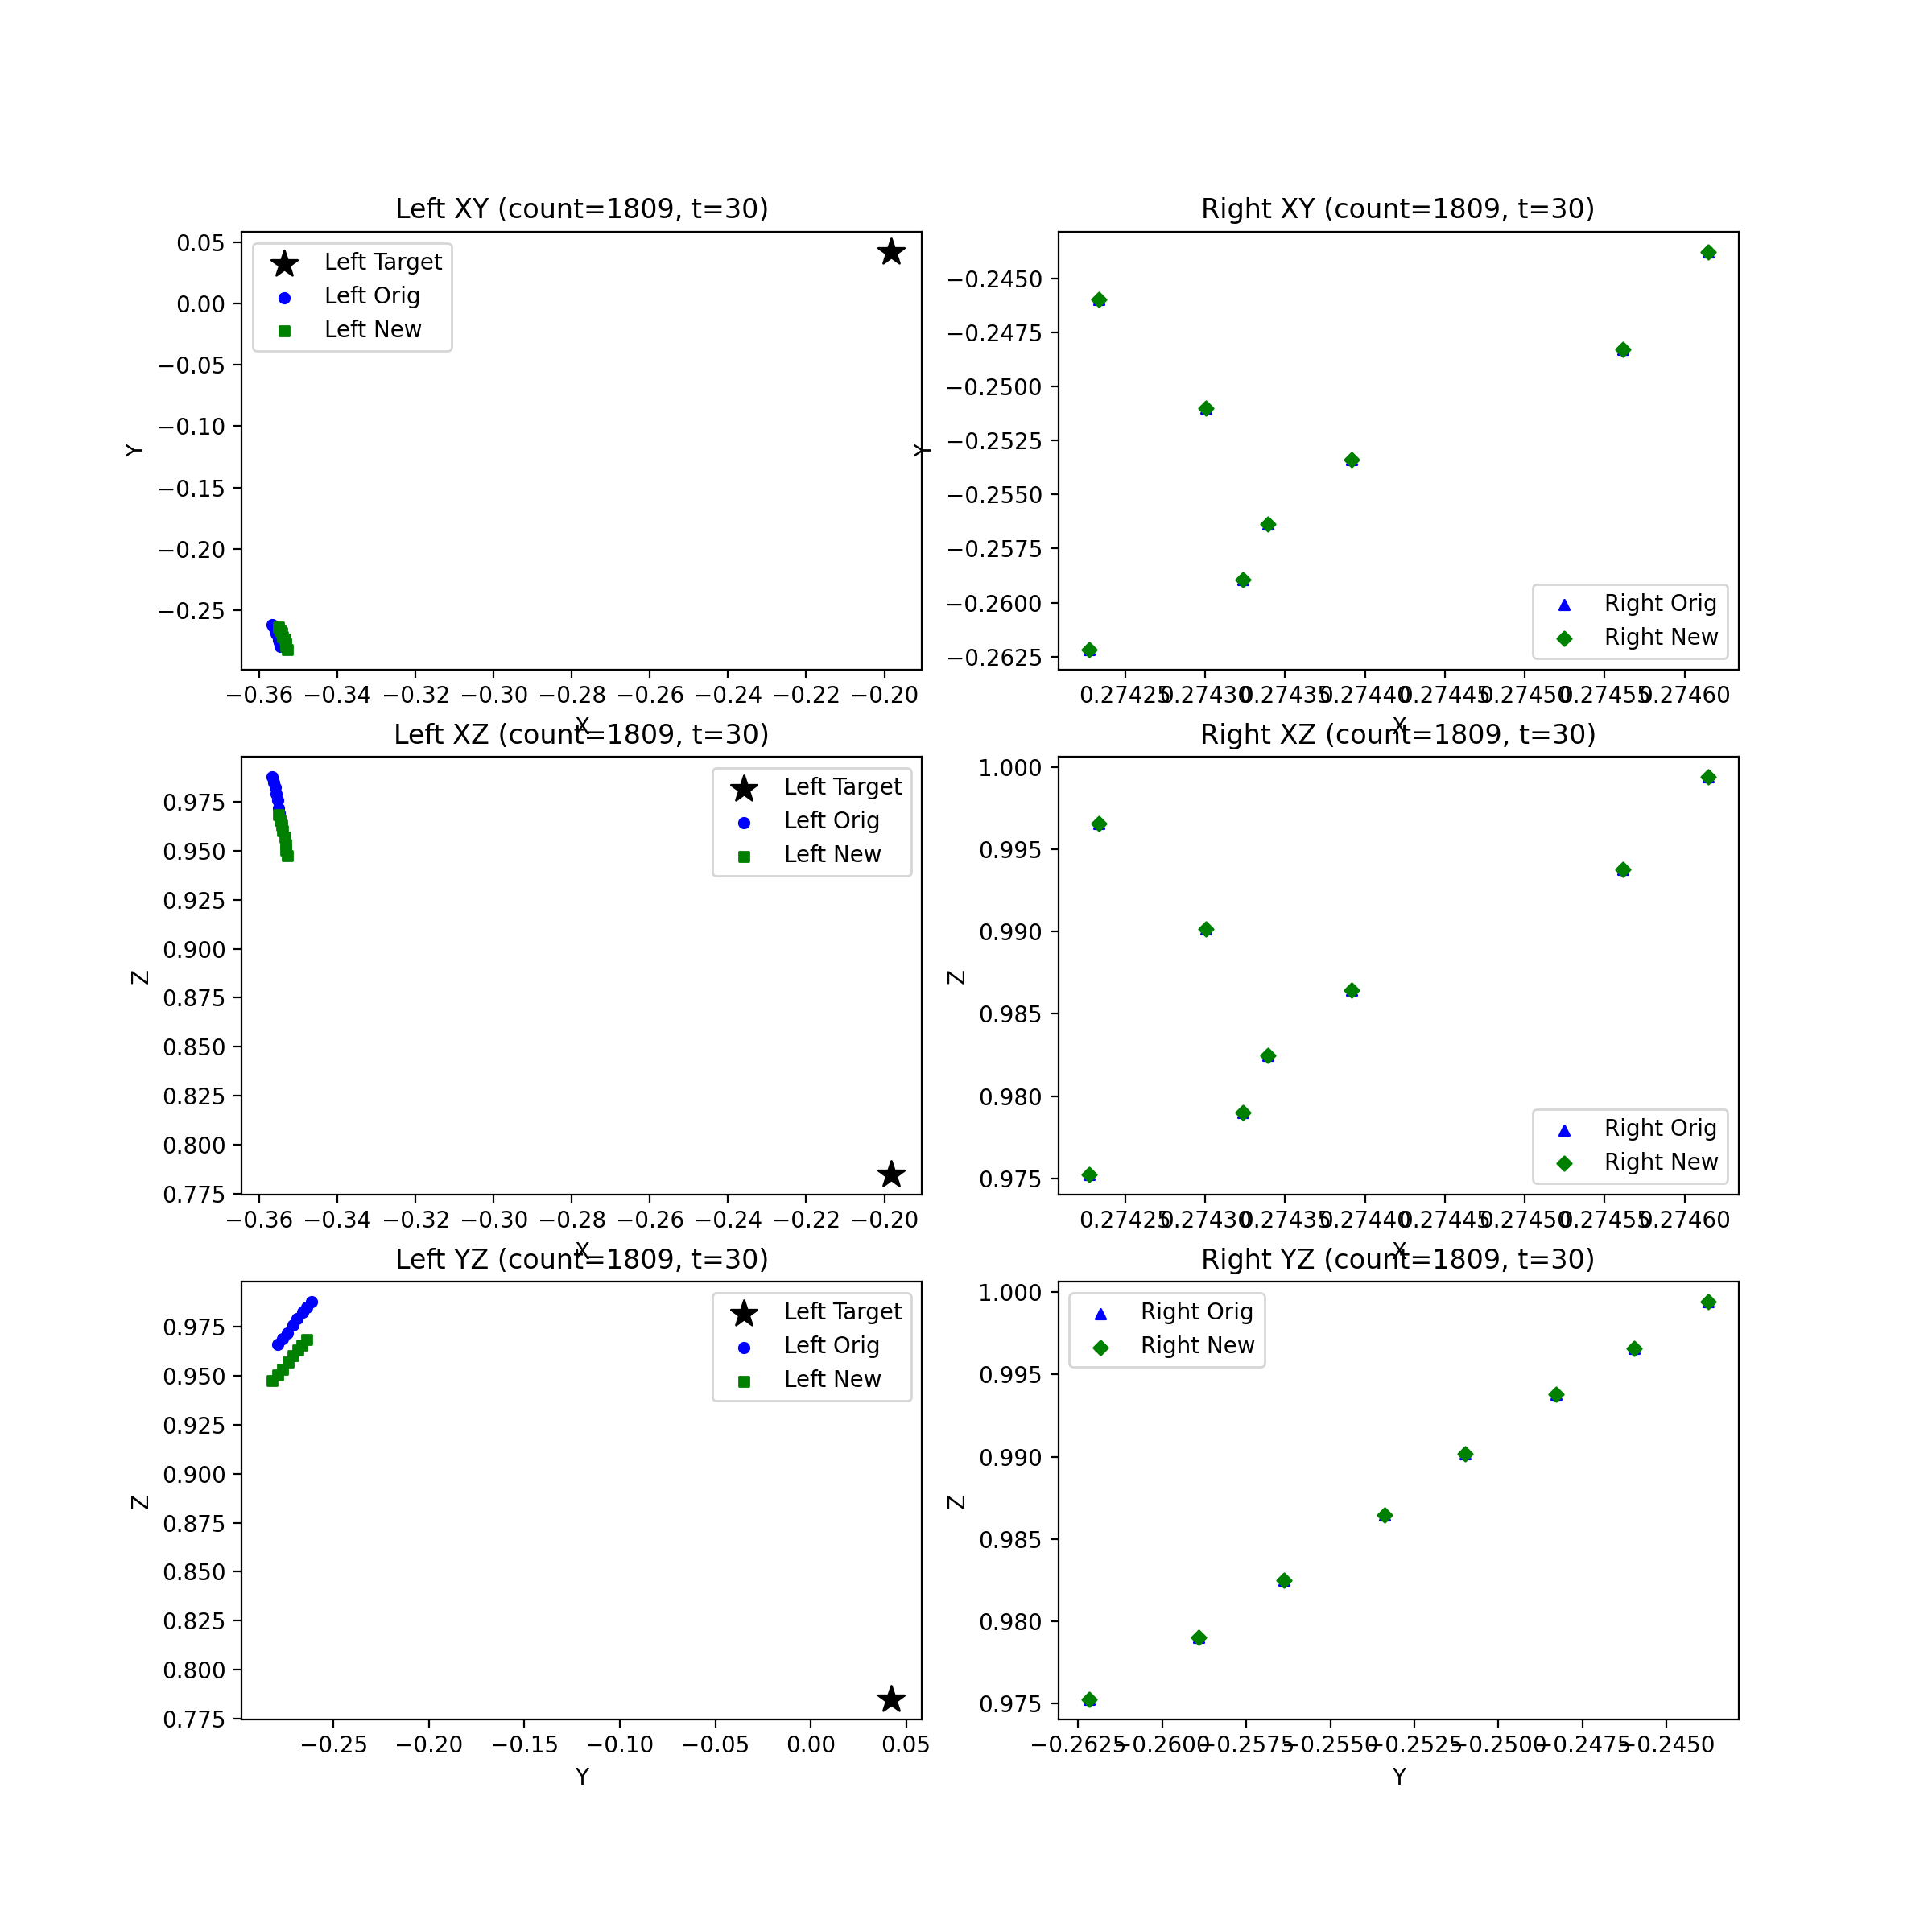 Left XY (count=1809, t=30)
0.05
0.00
−0.05
−0.10
−0.15
−0.20
−0.25
Y
Left Target
Left Orig
Left New
−0.36 −0.34 −0.32 −0.30 −0.28 −0.26 −0.24 −0.22 −0.20
X
Right XY (count=1809, t=30)
−0.2450
−0.2475
−0.2500
−0.2525
−0.2550
−0.2575
−0.2600
−0.2625
Y
Right Orig
Right New
0.27425 0.27430 0.27435 0.27440 0.27445 0.27450 0.27455 0.27460
X
Left XZ (count=1809, t=30)
0.975
0.950
0.925
0.900
0.875
0.850
0.825
0.800
0.775
Z
Left Target
Left Orig
Left New
−0.36 −0.34 −0.32 −0.30 −0.28 −0.26 −0.24 −0.22 −0.20
X
Right XZ (count=1809, t=30)
1.000
0.995
0.990
0.985
0.980
0.975
Z
Right Orig
Right New
0.27425 0.27430 0.27435 0.27440 0.27445 0.27450 0.27455 0.27460
X
Left YZ (count=1809, t=30)
0.975
0.950
0.925
0.900
0.875
0.850
0.825
0.800
0.775
Z
Left Target
Left Orig
Left New
−0.25 −0.20 −0.15 −0.10 −0.05 0.00 0.05
Y
Right YZ (count=1809, t=30)
1.000
0.995
0.990
0.985
0.980
0.975
Z
Right Orig
Right New
−0.2625 −0.2600 −0.2575 −0.2550 −0.2525 −0.2500 −0.2475 −0.2450
Y